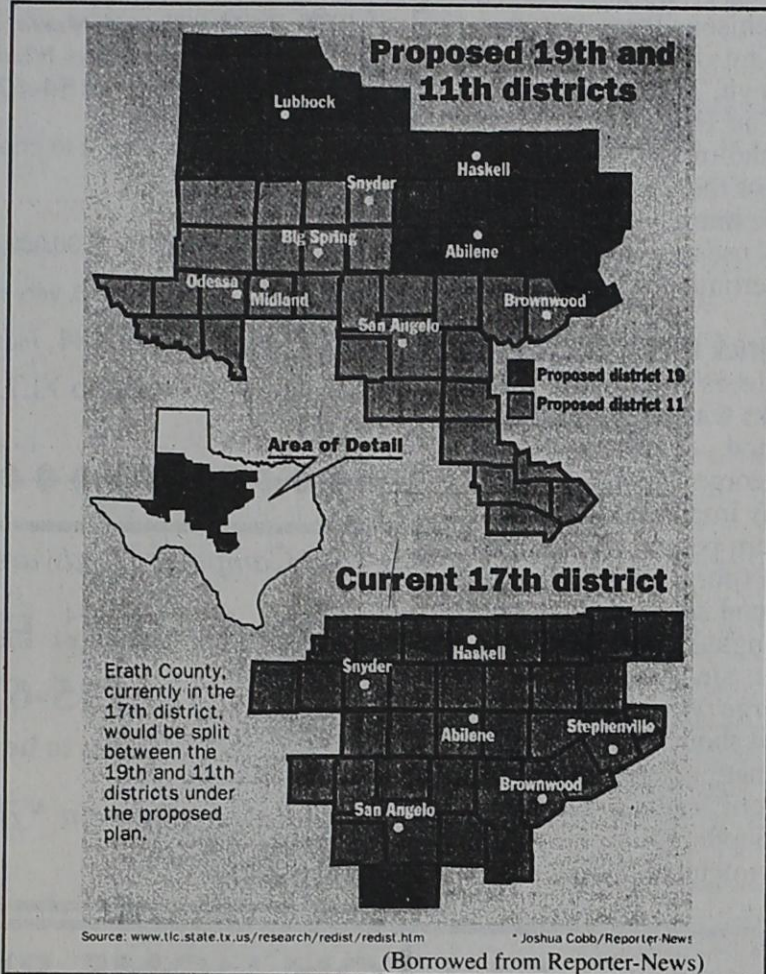 Proposed 19th and
11th districts
Lubbock
Haskell
Snyder
Big Spring
Abilene
Odessa
Midland
Brownwood
San Angelo
Proposed district 19
Proposed district 11
Area of Detail
Current 17th district
Erath County,
currently in the
17th district,
would be split
between the
19th and 11th
districts under
the proposed
plan.
Haskell
Snyder
Abilene
Stephenville
Brownwood
San Angelo
Source: www.tlc.state.tx.us/research/redist/redist.htm
* Joshua Cobb/Reporter-News
(Borrowed from Reporter-News)